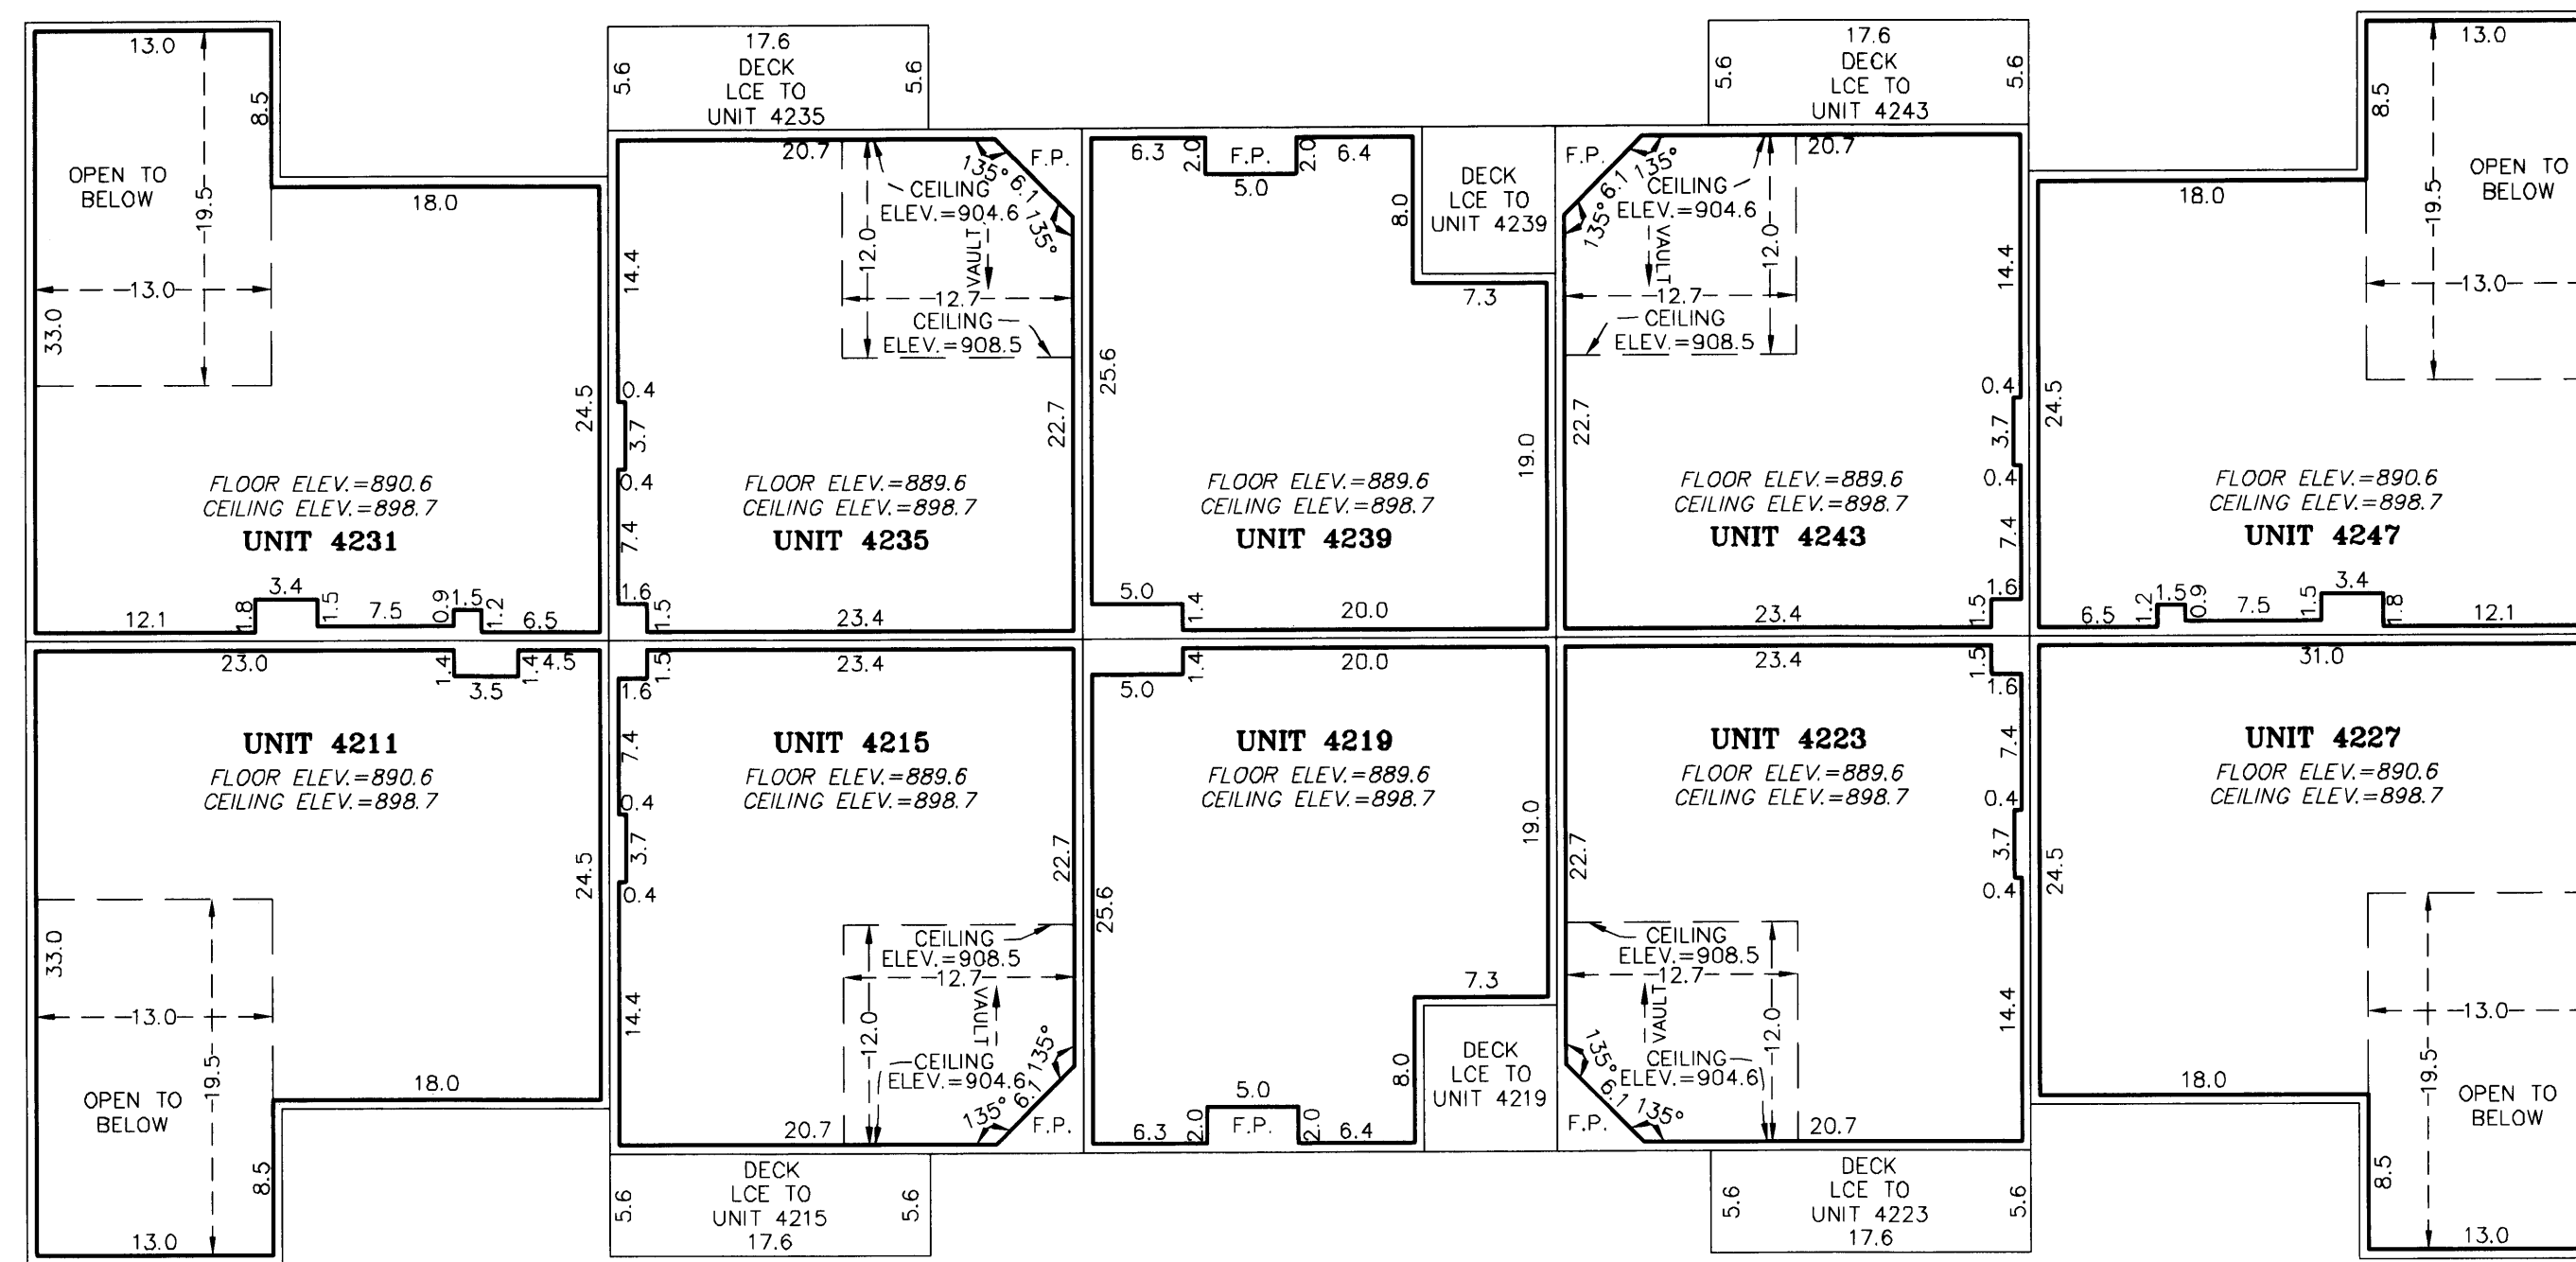 13.0
8.5
OPEN TO
BELOW
19.5
18.0
13.0
33.0
24.5
FLOOR ELEV.=890.6
CEILING ELEV.=898.7
UNIT 4231
12.1
1.8
3.4
1.5
7.5
0.9
1.5
1.2
6.5
17.6
DECK
LCE TO
UNIT 4235
5.6
5.6
20.7
135°
6.1
135°
F.P.
CEILING
ELEV.=904.6
VAULT
12.0
12.7
CEILING
ELEV.=908.5
14.4
0.4
3.7
0.4
22.7
7.4
FLOOR ELEV.=889.6
CEILING ELEV.=898.7
UNIT 4235
1.6
1.5
23.4
6.3
2.0
F.P.
5.0
2.0
6.4
8.0
DECK
LCE TO
UNIT 4239
7.3
25.6
19.0
FLOOR ELEV.=889.6
CEILING ELEV.=898.7
UNIT 4239
5.0
1.4
20.0
17.6
DECK
LCE TO
UNIT 4243
5.6
5.6
F.P.
135°
6.1
135°
20.7
CEILING
ELEV.=904.6
VAULT
12.0
12.7
CEILING
ELEV.=908.5
14.4
0.4
3.7
0.4
22.7
7.4
FLOOR ELEV.=889.6
CEILING ELEV.=898.7
UNIT 4243
1.6
1.5
23.4
13.0
8.5
OPEN TO
BELOW
19.5
18.0
13.0
24.5
FLOOR ELEV.=890.6
CEILING ELEV.=898.7
UNIT 4247
6.5
1.2
1.5
0.9
7.5
1.5
3.4
1.8
12.1
23.0
1.4
3.5
1.4
4.5
UNIT 4211
FLOOR ELEV.=890.6
CEILING ELEV.=898.7
24.5
33.0
13.0
19.5
18.0
OPEN TO
BELOW
8.5
13.0
1.5
1.6
23.4
UNIT 4215
FLOOR ELEV.=889.6
CEILING ELEV.=898.7
7.4
0.4
3.7
0.4
22.7
14.4
CEILING
ELEV.=908.5
12.7
VAULT
12.0
CEILING
ELEV.=904.6
135°
6.1
135°
F.P.
20.7
5.6
DECK
LCE TO
UNIT 4215
17.6
5.6
1.4
5.0
20.0
UNIT 4219
FLOOR ELEV.=889.6
CEILING ELEV.=898.7
19.0
25.6
7.3
8.0
DECK
LCE TO
UNIT 4219
6.3
2.0
5.0
F.P.
2.0
6.4
23.4
1.5
1.6
UNIT 4223
FLOOR ELEV.=889.6
CEILING ELEV.=898.7
7.4
0.4
3.7
0.4
22.7
14.4
CEILING
ELEV.=908.5
12.7
VAULT
12.0
CEILING
ELEV.=904.6
135°
6.1
135°
F.P.
20.7
5.6
DECK
LCE TO
UNIT 4223
17.6
5.6
31.0
UNIT 4227
FLOOR ELEV.=890.6
CEILING ELEV.=898.7
24.5
13.0
19.5
18.0
OPEN TO
BELOW
8.5
13.0